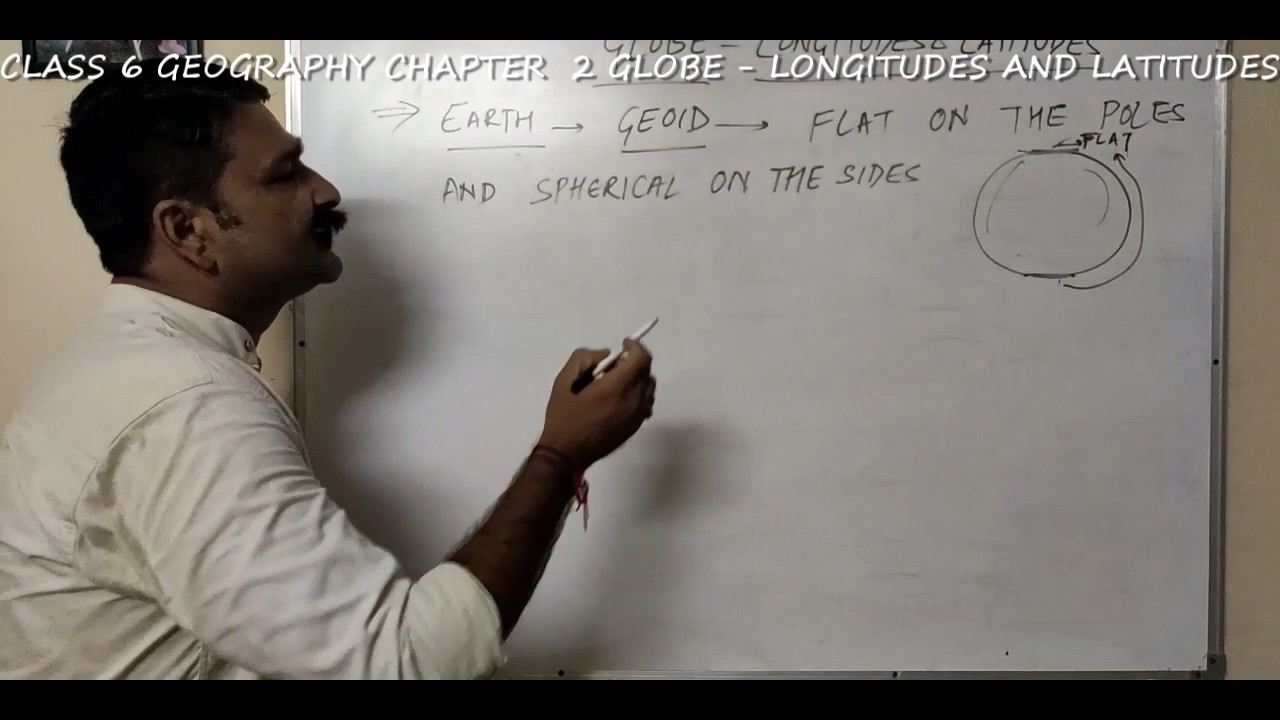 GLOBE - LONGITUDES & LATITUDES
CLASS 6 GEOGRAPHY CHAPTER 2 GLOBE - LONGITUDES AND LATITUDES
⇒ EARTH → GEOID → FLAT ON THE POLES
→FLAT
AND SPHERICAL ON THE SIDES